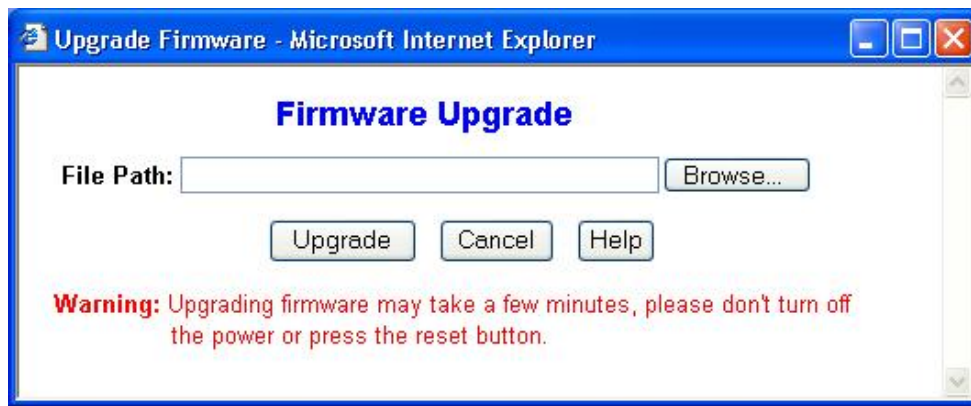 Upgrade Firmware - Microsoft Internet Explorer
Firmware Upgrade
File Path: Browse...
Upgrade Cancel Help
Warning: Upgrading firmware may take a few minutes, please don't turn off
the power or press the reset button.